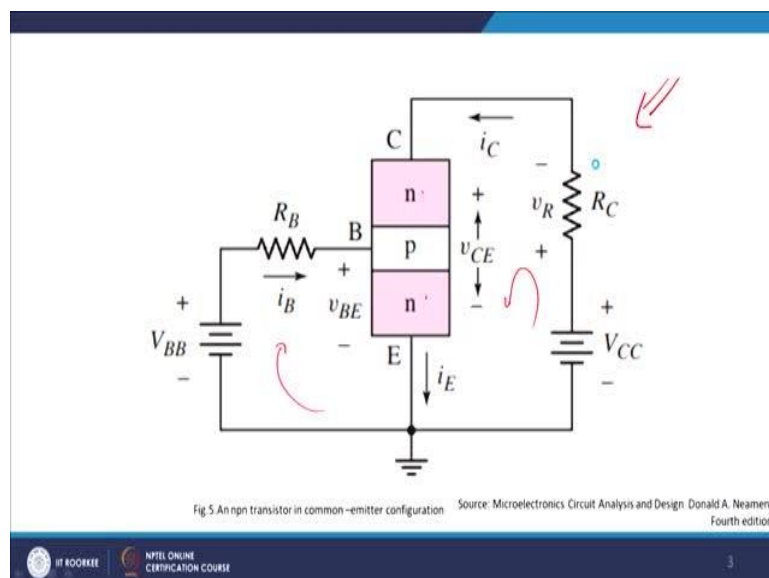 C
i_C
n
−
R_B
B
+
v_R
R_C
p
v_CE
+
i_B
+
v_BE
n
−
+
+
V_BB
−
V_CC
−
E
−
i_E
Fig.5.An npn transistor in common –emitter configuration
Source: Microelectronics Circuit Analysis and Design Donald A. Neamen
Fourth edition
IIT ROORKEE
NPTEL ONLINE
CERTIFICATION COURSE
3